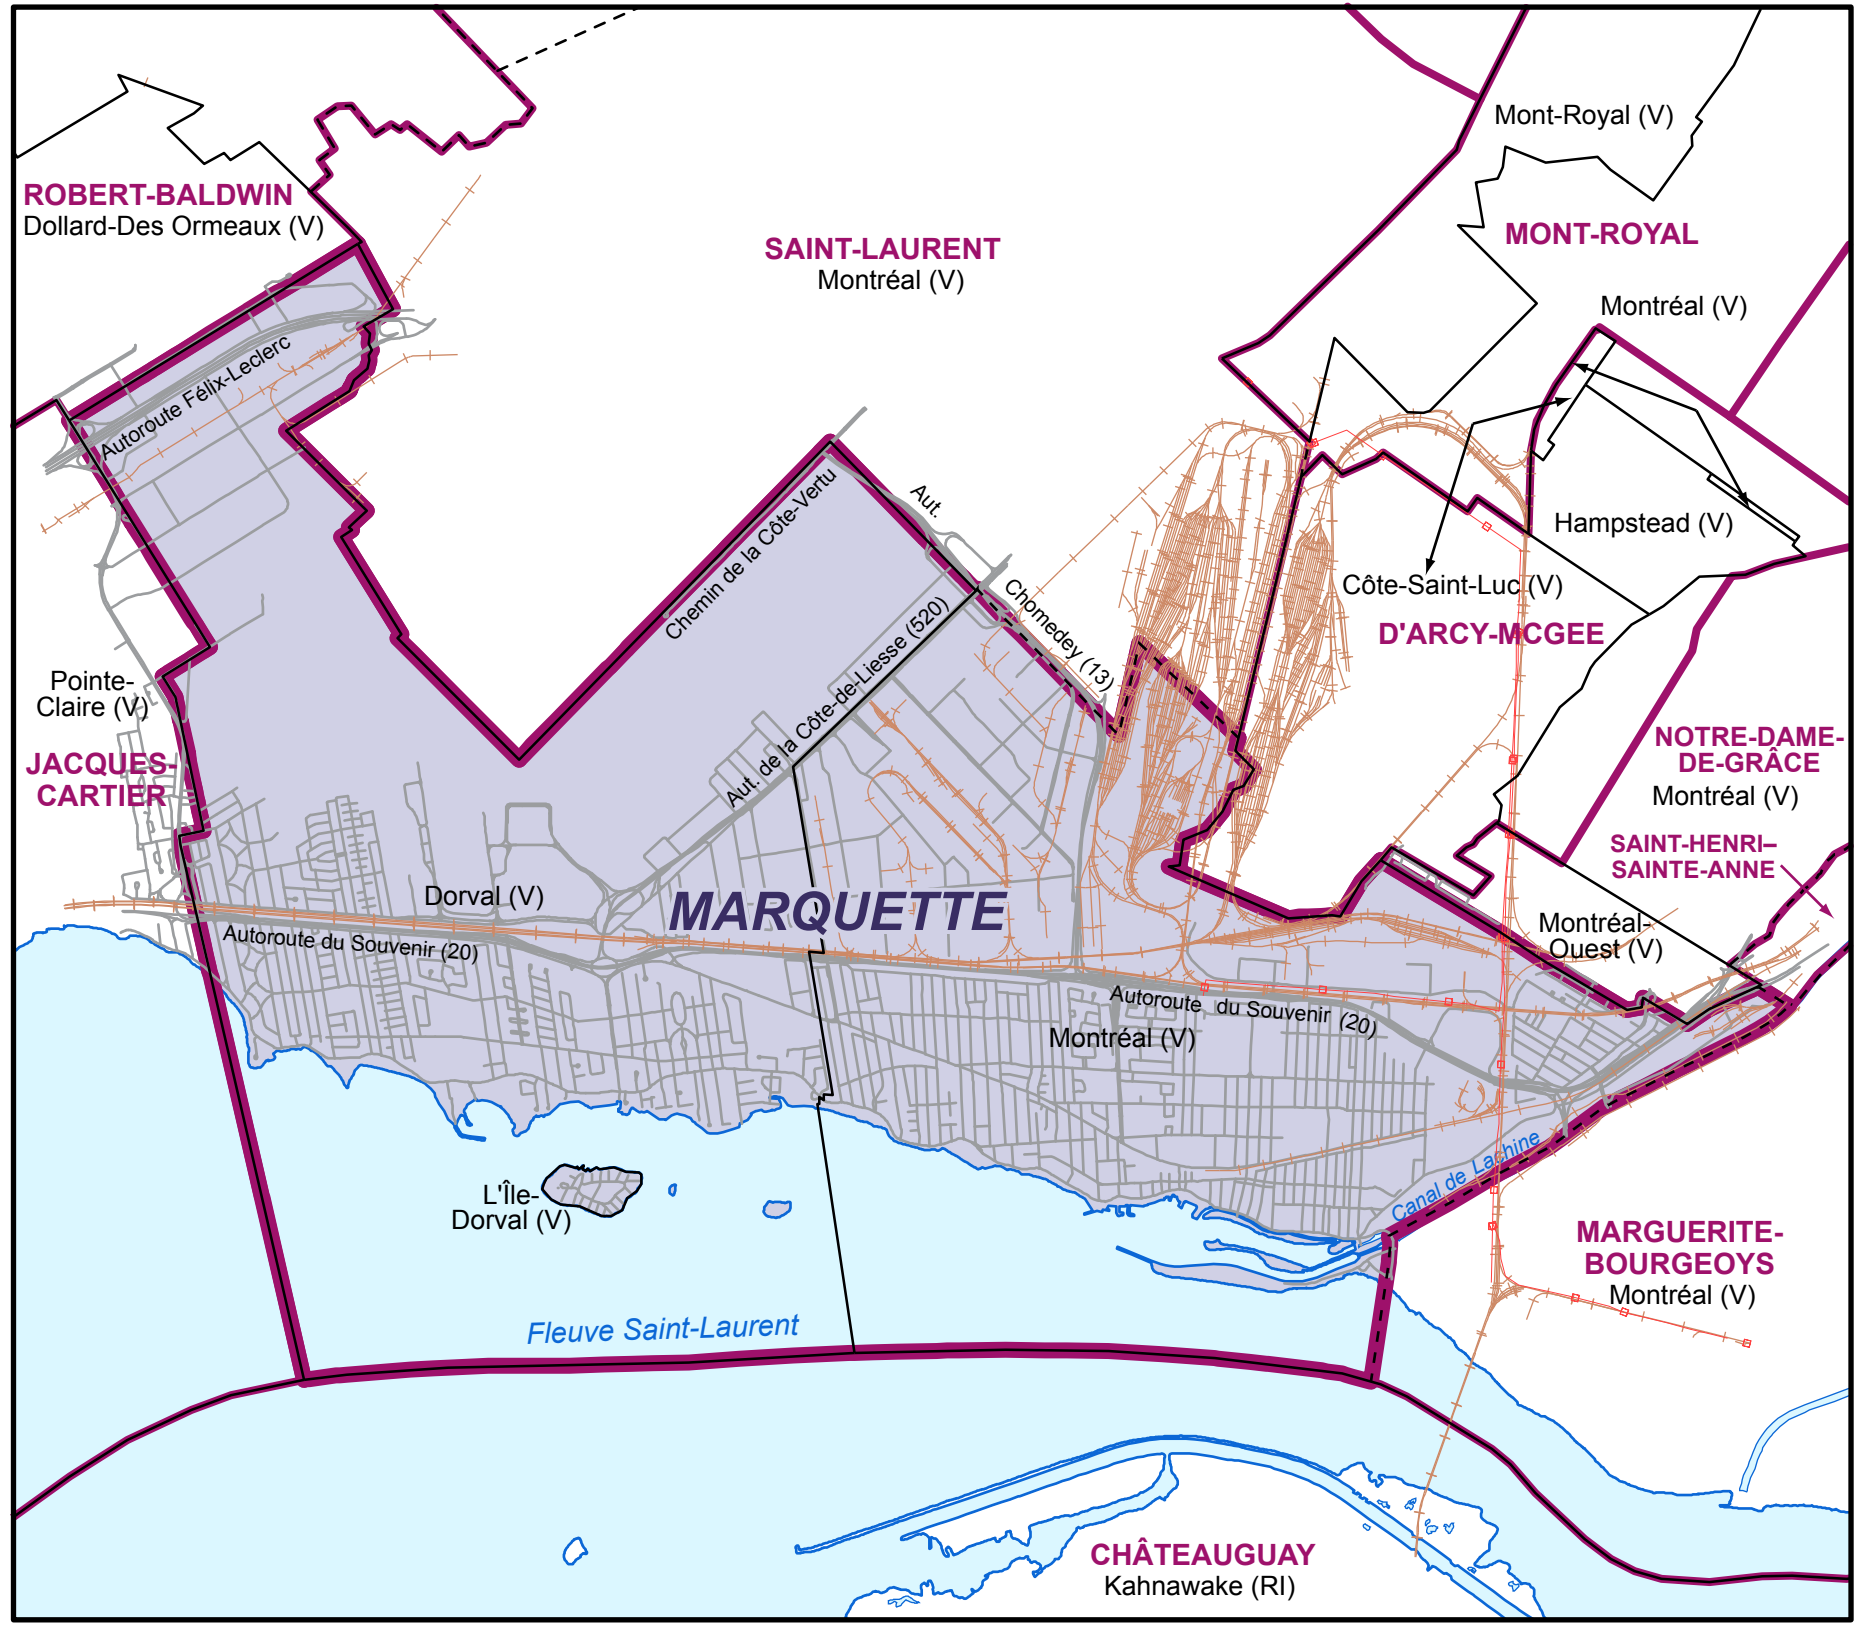 Mont-Royal (V)
ROBERT-BALDWIN
Dollard-Des Ormeaux (V)
SAINT-LAURENT
Montréal (V)
MONT-ROYAL
Montréal (V)
Autoroute Félix-Leclerc
Chemin de la Côte-Vertu
Aut.
Chomedey (13)
Hampstead (V)
Côte-Saint-Luc (V)
D'ARCY-MCGEE
Aut. de la Côte-de-Liesse (520)
Pointe-
Claire (V)
JACQUES-
CARTIER
NOTRE-DAME-
DE-GRÂCE
Montréal (V)
SAINT-HENRI–
SAINTE-ANNE
Dorval (V)
MARQUETTE
Montréal-
Ouest (V)
Autoroute du Souvenir (20)
Autoroute du Souvenir (20)
Montréal (V)
Canal de Lachine
L'Île-
Dorval (V)
MARGUERITE-
BOURGEOYS
Montréal (V)
Fleuve Saint-Laurent
CHÂTEAUGUAY
Kahnawake (RI)